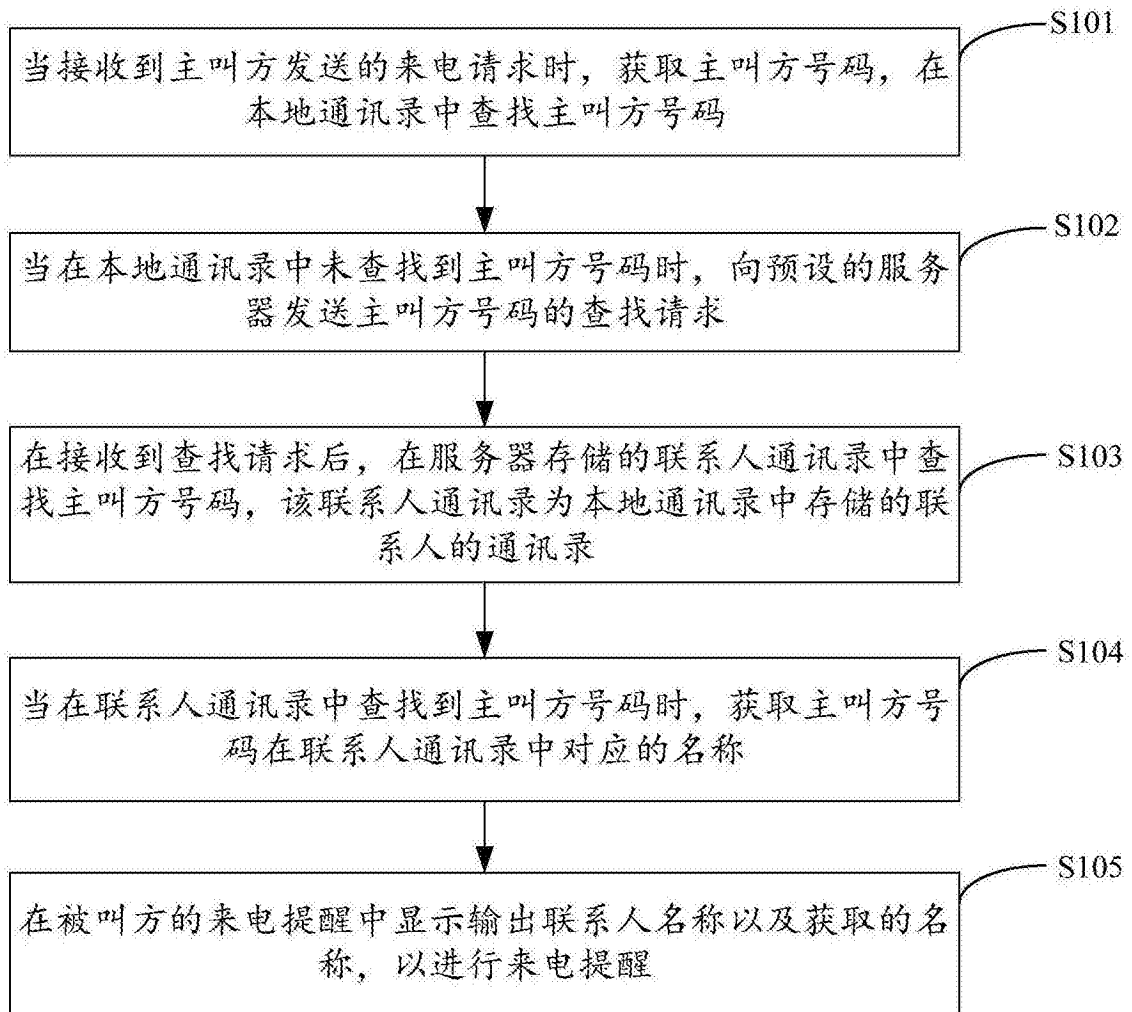 S101
当接收到主叫方发送的来电请求时，获取主叫方号码，在
本地通讯录中查找主叫方号码
S102
当在本地通讯录中未查找到主叫方号码时，向预设的服务
器发送主叫方号码的查找请求
S103
在接收到查找请求后，在服务器存储的联系人通讯录中查
找主叫方号码，该联系人通讯录为本地通讯录中存储的联
系人的通讯录
S104
当在联系人通讯录中查找到主叫方号码时，获取主叫方号
码在联系人通讯录中对应的名称
S105
在被叫方的来电提醒中显示输出联系人名称以及获取的名
称，以进行来电提醒